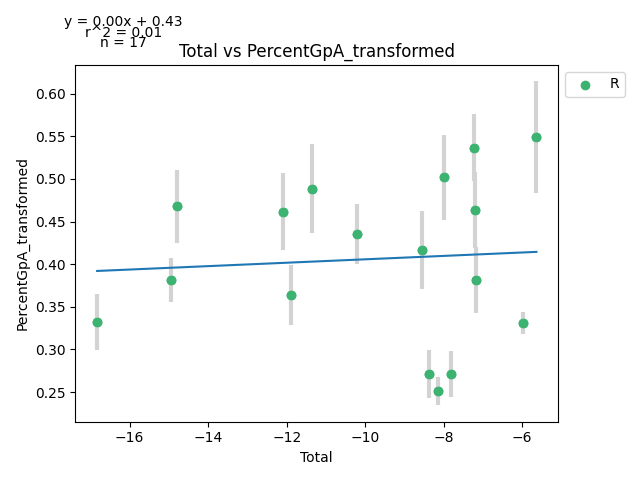 y = 0.00x + 0.43
r^2 = 0.01
n = 17
Total vs PercentGpA_transformed
R
PercentGpA_transformed
0.60
0.55
0.50
0.45
0.40
0.35
0.30
0.25
−16
−14
−12
−10
−8
−6
Total